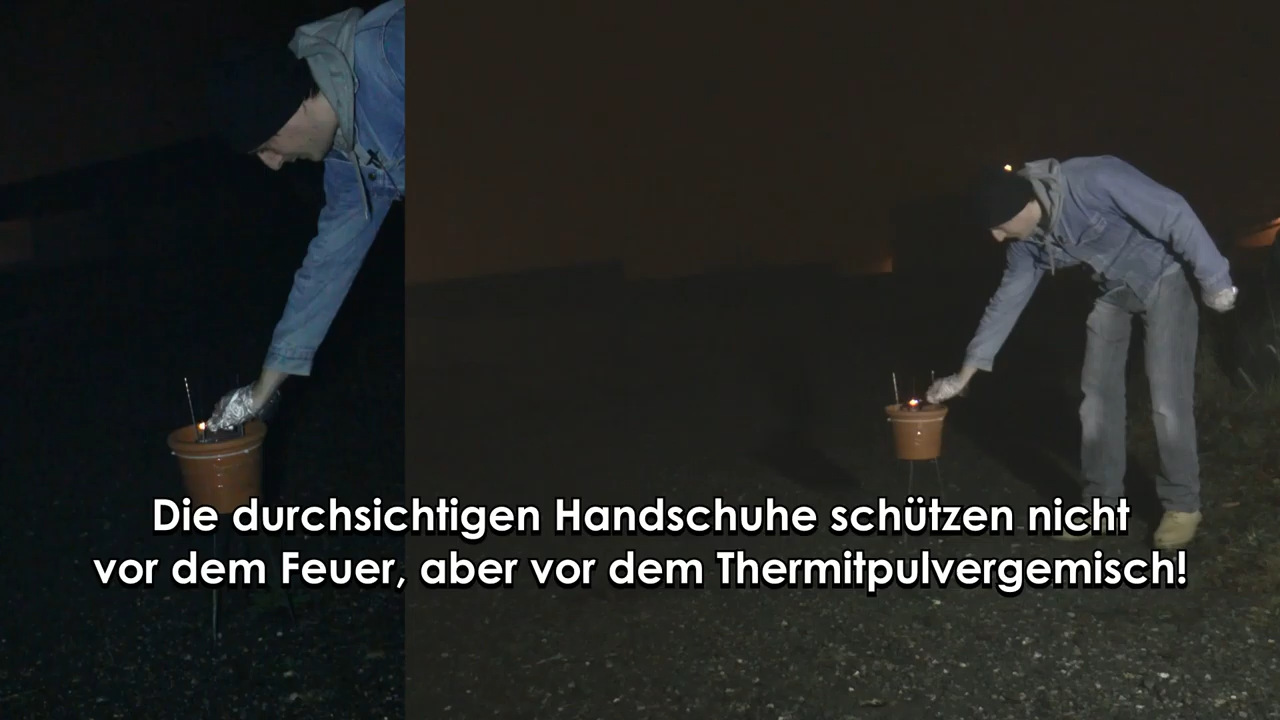 Die durchsichtigen Handschuhe schützen nicht
vor dem Feuer, aber vor dem Thermitpulvergemisch!